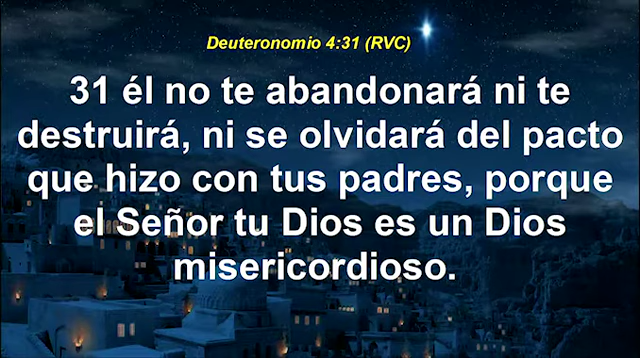 Deuteronomio 4:31 (RVC)
31 él no te abandonará ni te
destruirá, ni se olvidará del pacto
que hizo con tus padres, porque
el Señor tu Dios es un Dios
misericordioso.